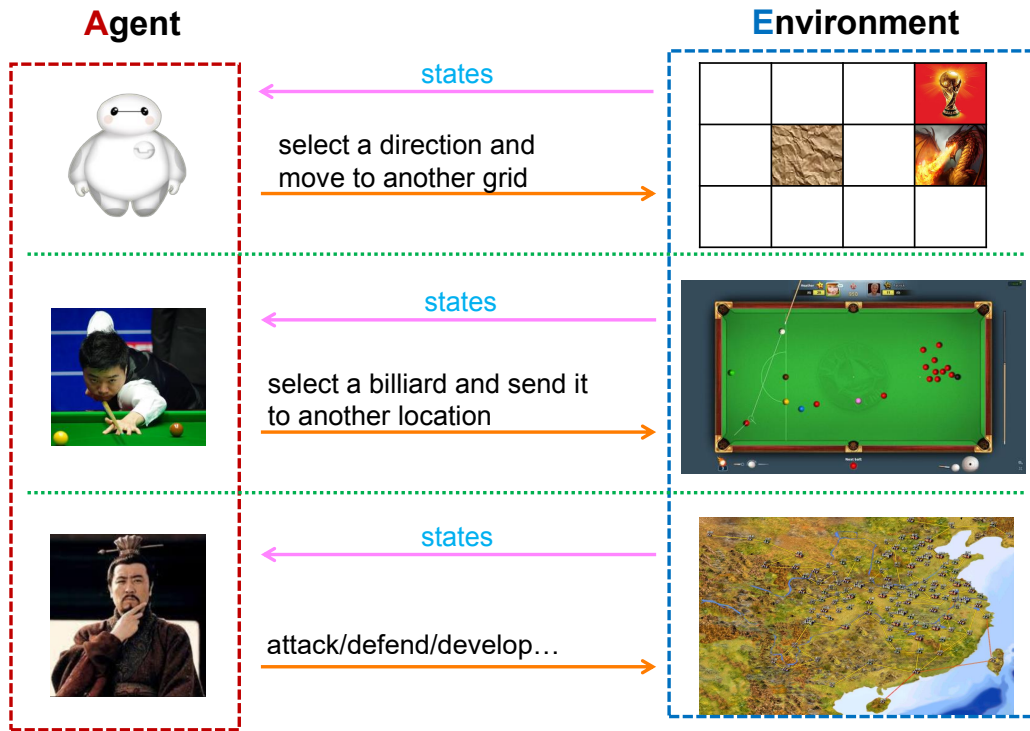 Agent
Environment
states
select a direction and
move to another grid
states
select a billiard and send it
to another location
states
attack/defend/develop…